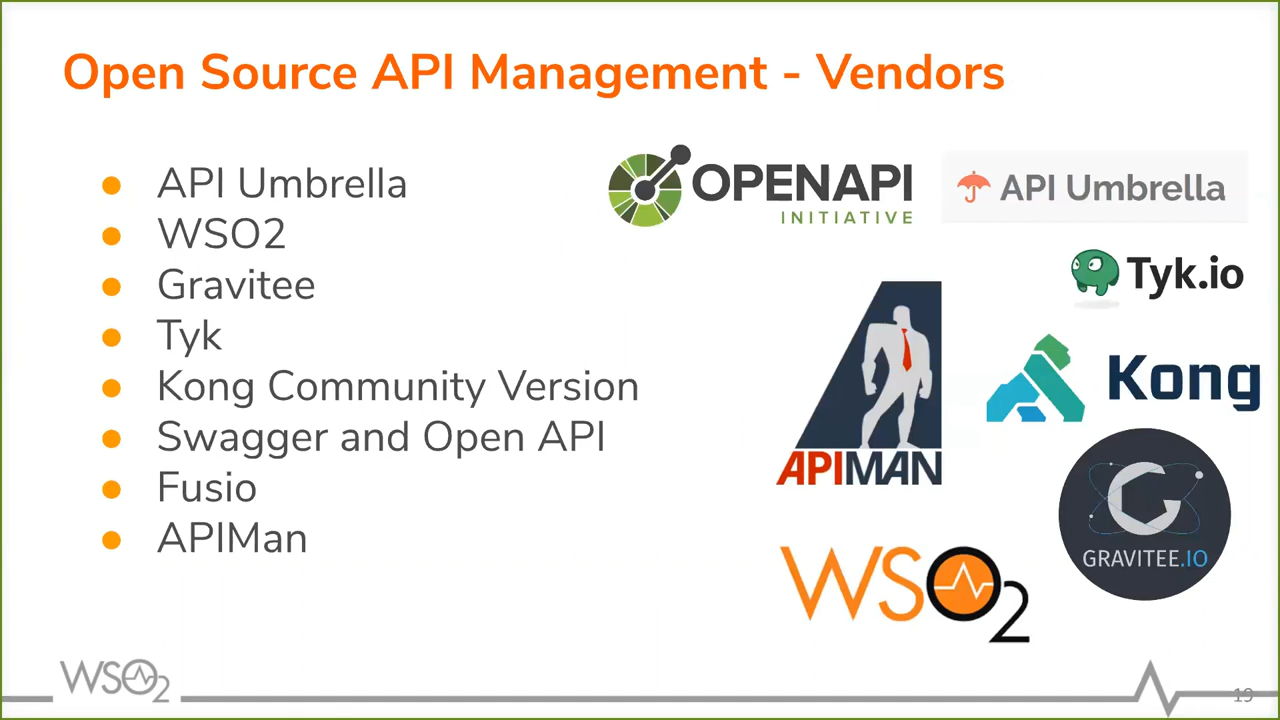 Open Source API Management - Vendors
● API Umbrella
● WSO2
● Gravitee
● Tyk
● Kong Community Version
● Swagger and Open API
● Fusio
● APIMan
OPENAPI
INITIATIVE
API Umbrella
Tyk.io
Kong
APIMAN
GRAVITEE.IO
WSO2
WSO2
19